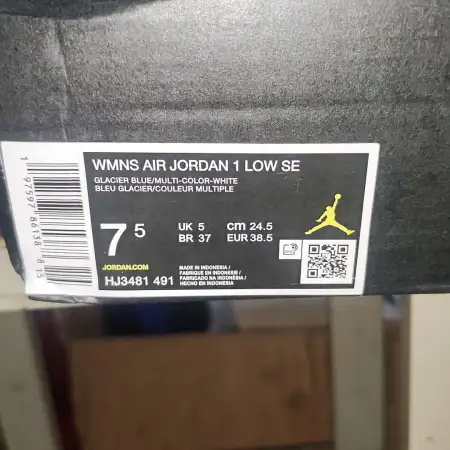 WMNS AIR JORDAN 1 LOW SE
GLACIER BLUE/MULTI-COLOR-WHITE
BLEU GLACIER/COULEUR MULTIPLE
7 5
UK 5
BR 37
cm 24.5
EUR 38.5
JORDAN.COM
HJ3481 491
MADE IN INDONESIA /
FABRIQUE EN INDONESIE /
FABRICADO NA INDONESIA /
HECHO EN INDONESIA